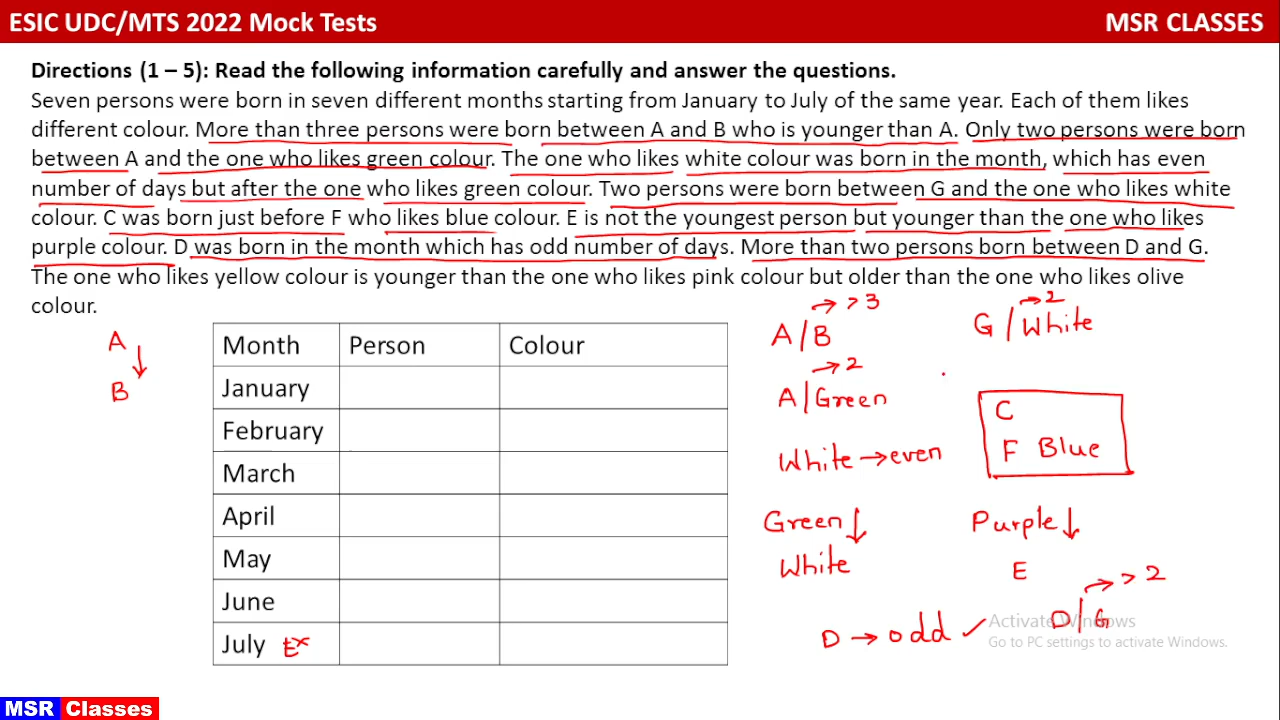 ESIC UDC/MTS 2022 Mock Tests
MSR CLASSES
Directions (1 – 5): Read the following information carefully and answer the questions.
Seven persons were born in seven different months starting from January to July of the same year. Each of them likes
different colour. More than three persons were born between A and B who is younger than A. Only two persons were born
between A and the one who likes green colour. The one who likes white colour was born in the month, which has even
number of days but after the one who likes green colour. Two persons were born between G and the one who likes white
colour. C was born just before F who likes blue colour. E is not the youngest person but younger than the one who likes
purple colour. D was born in the month which has odd number of days. More than two persons born between D and G.
The one who likes yellow colour is younger than the one who likes pink colour but older than the one who likes olive
colour.
A
↓
B
Month Person Colour
January
February
March
April
May
June
July E×
→ > 3
A/B
→ 2
A/Green
White → even
Green ↓
White
D → odd ✓
→ 2
G/White
C
F Blue
Purple ↓
E
→ > 2
D/G
Activate Windows
Go to PC settings to activate Windows.
MSR Classes